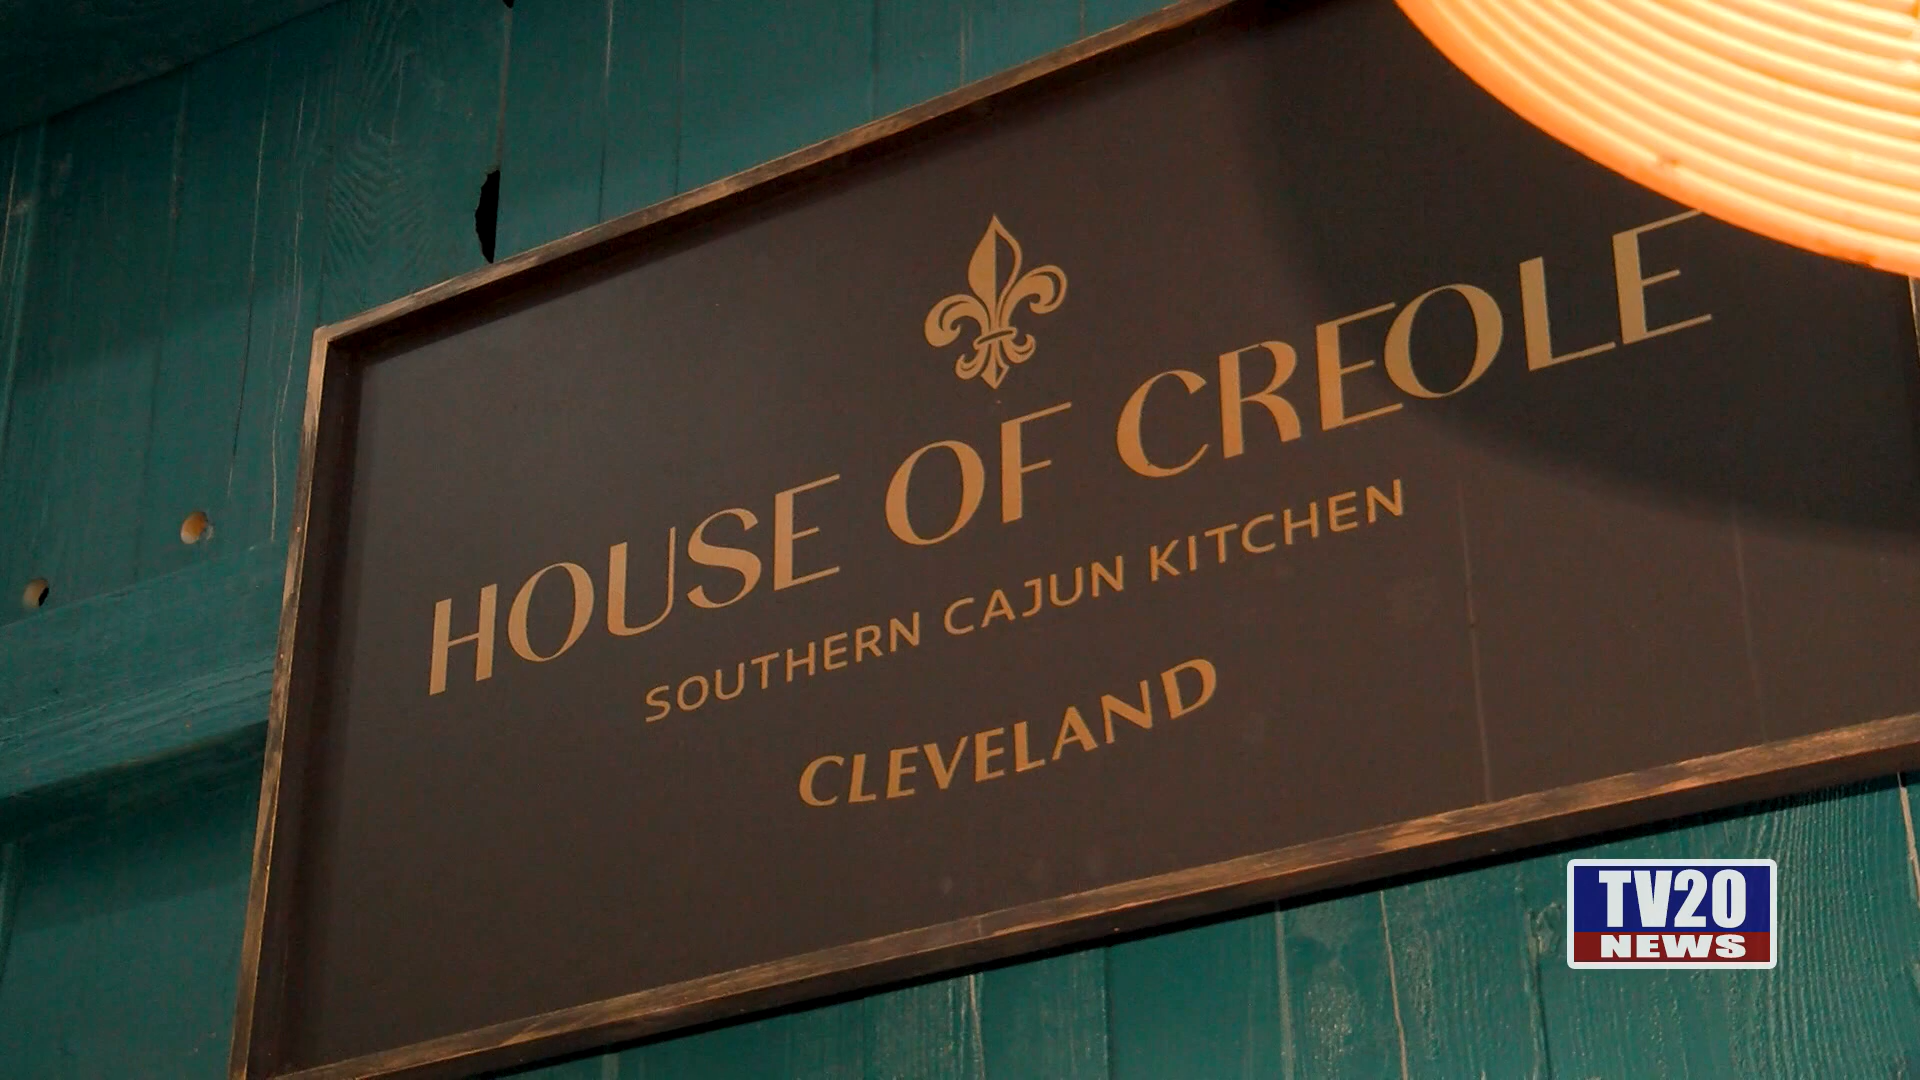 HOUSE OF CREOLE
SOUTHERN CAJUN KITCHEN
CLEVELAND
TV20
NEWS